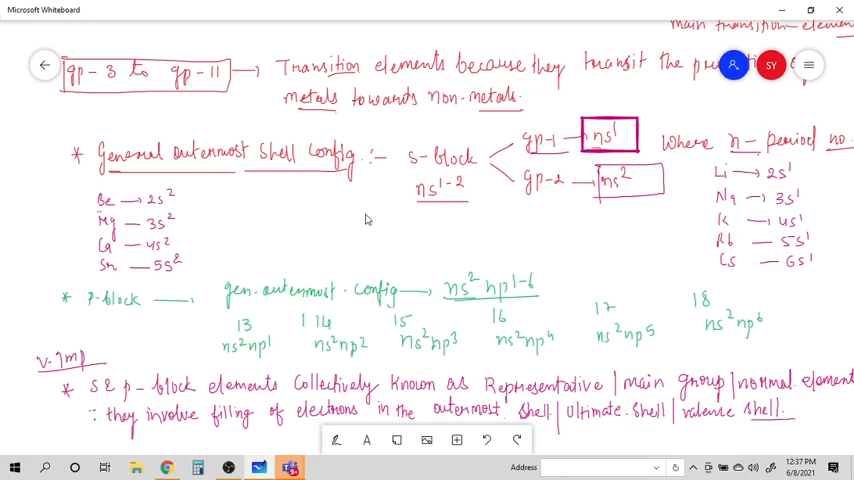 Microsoft Whiteboard
main transition-element
gp-3 to gp-11 → Transition elements because they transit the
metals towards non-metals.
* General outermost shell config :- s-block
ns¹⁻²
gp-1 → ns¹
gp-2 → ns²
Where n - period no.
Li → 2s¹
Na → 3s¹
K → 4s¹
Rb - 5s¹
Cs - 6s¹
Be → 2s²
Mg - 3s²
Ca - 4s²
Sr - 5s²
* p-block — gen. outermost config → ns² np¹⁻⁶
13 14 15 16 17 18
ns²np1 ns²np2 ns²np3 ns²np4 ns²np5 ns²np6
v.Imp
* S & p-block elements collectively known as Representative | main group | normal. element
∵ they involve filling of electrons in the outermost shell | ultimate shell | valence shell.
SY
Address
12:37 PM
6/8/2021